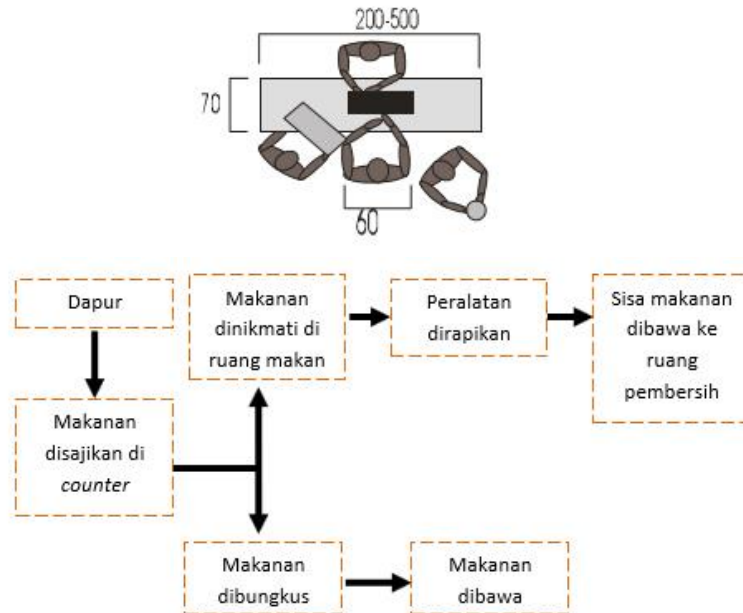 200-500
70
60
Dapur
Makanan
disajikan di
counter
Makanan
dinikmati di
ruang makan
Peralatan
dirapikan
Sisa makanan
dibawa ke
ruang
pembersih
Makanan
dibungkus
Makanan
dibawa